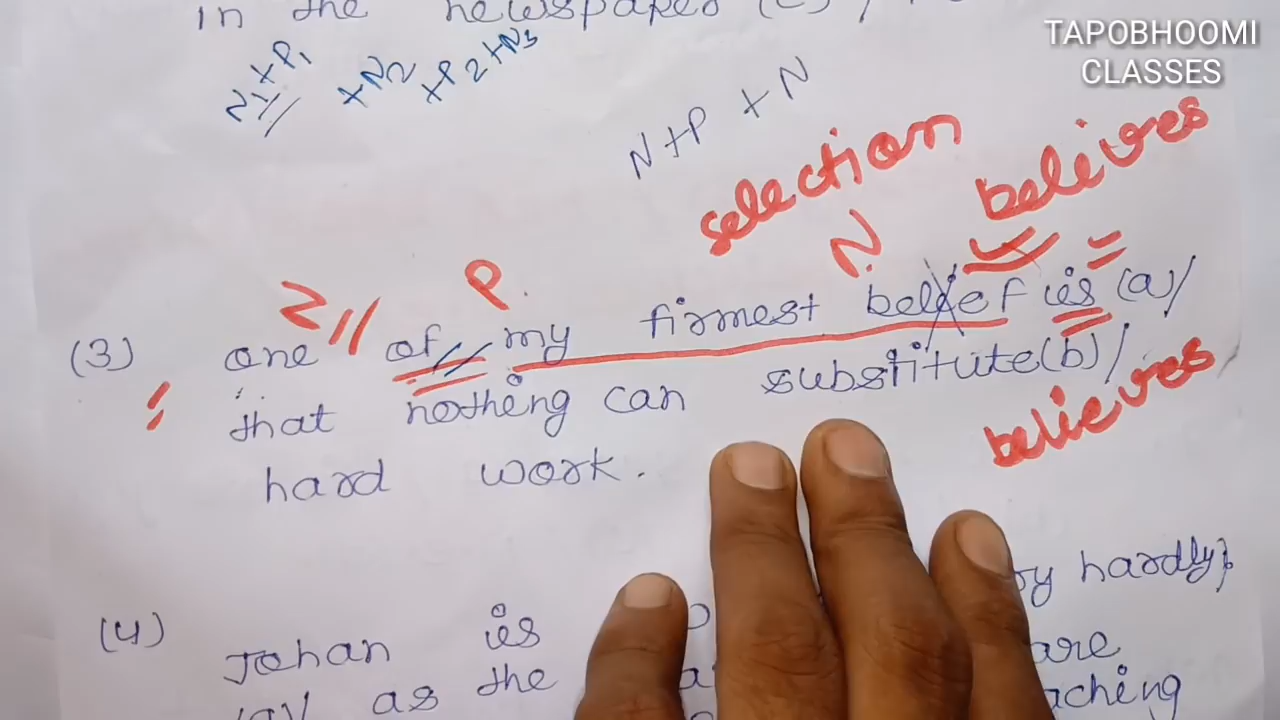 in the newspaper
TAPOBHOOMI
CLASSES
N1+P1 +N2 +P2+N3
N+P + N
selection
believes
N P. N.
(3) one of my firmest belief is (a)/
that nothing can substitute(b)/
believes
hard work.
(4) Johan is hardly;
as the are
aching